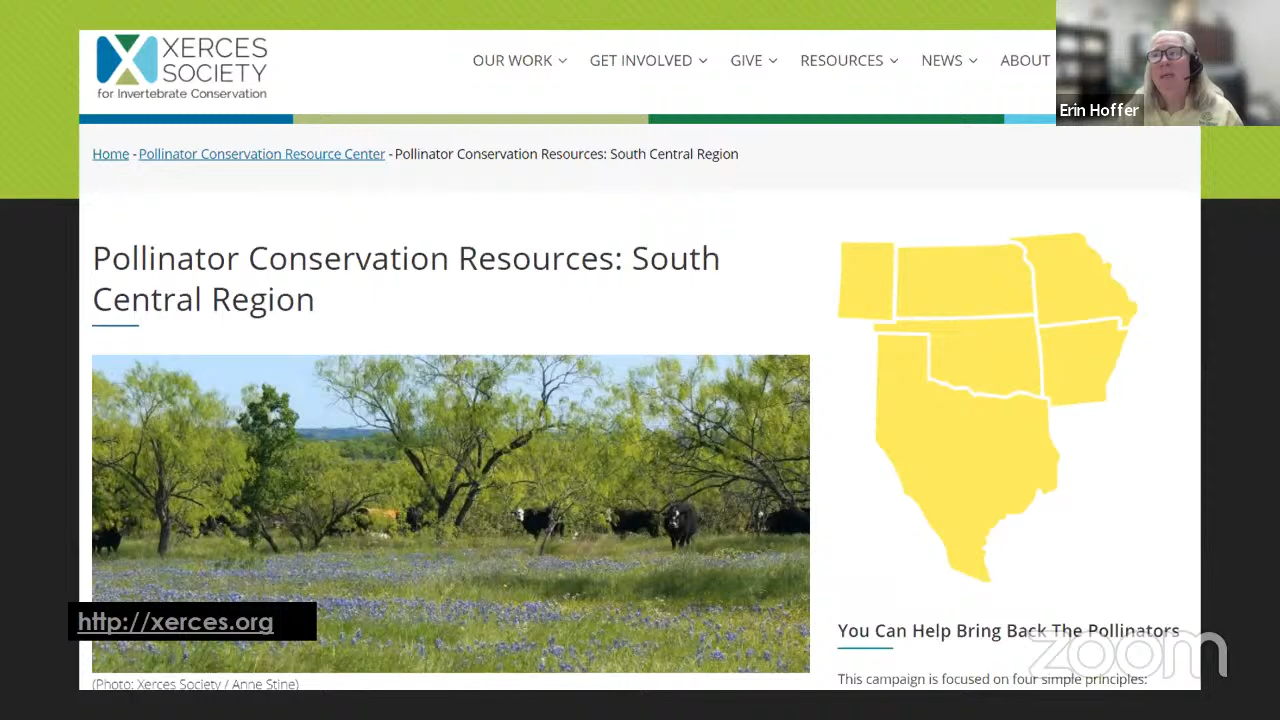 XERCES
SOCIETY
for Invertebrate Conservation
OUR WORK
GET INVOLVED
GIVE
RESOURCES
NEWS
ABOUT
Erin Hoffer
Home - Pollinator Conservation Resource Center - Pollinator Conservation Resources: South Central Region
Pollinator Conservation Resources: South
Central Region
http://xerces.org
(Photo: Xerces Society / Anne Stine)
You Can Help Bring Back The Pollinators
zoom
This campaign is focused on four simple principles: